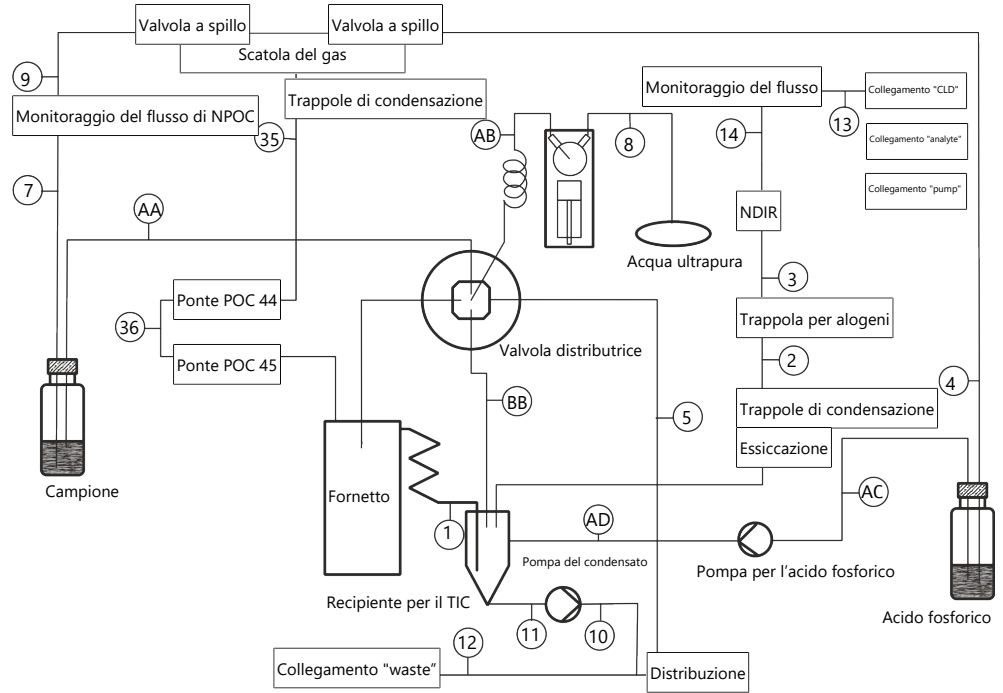 Valvola a spillo
Valvola a spillo
Scatola del gas
9
Trappole di condensazione
Monitoraggio del flusso
Collegamento "CLD"
Monitoraggio del flusso di NPOC
35
AB
8
14
13
Collegamento "analyte"
7
Collegamento "pump"
AA
NDIR
Acqua ultrapura
3
Ponte POC 44
36
Trappola per alogeni
Valvola distributrice
Ponte POC 45
2
4
BB
5
Trappole di condensazione
Essiccazione
Campione
Fornetto
AC
1
AD
Pompa del condensato
Pompa per l'acido fosforico
Recipiente per il TIC
Acido fosforico
11
10
12
Collegamento "waste"
Distribuzione